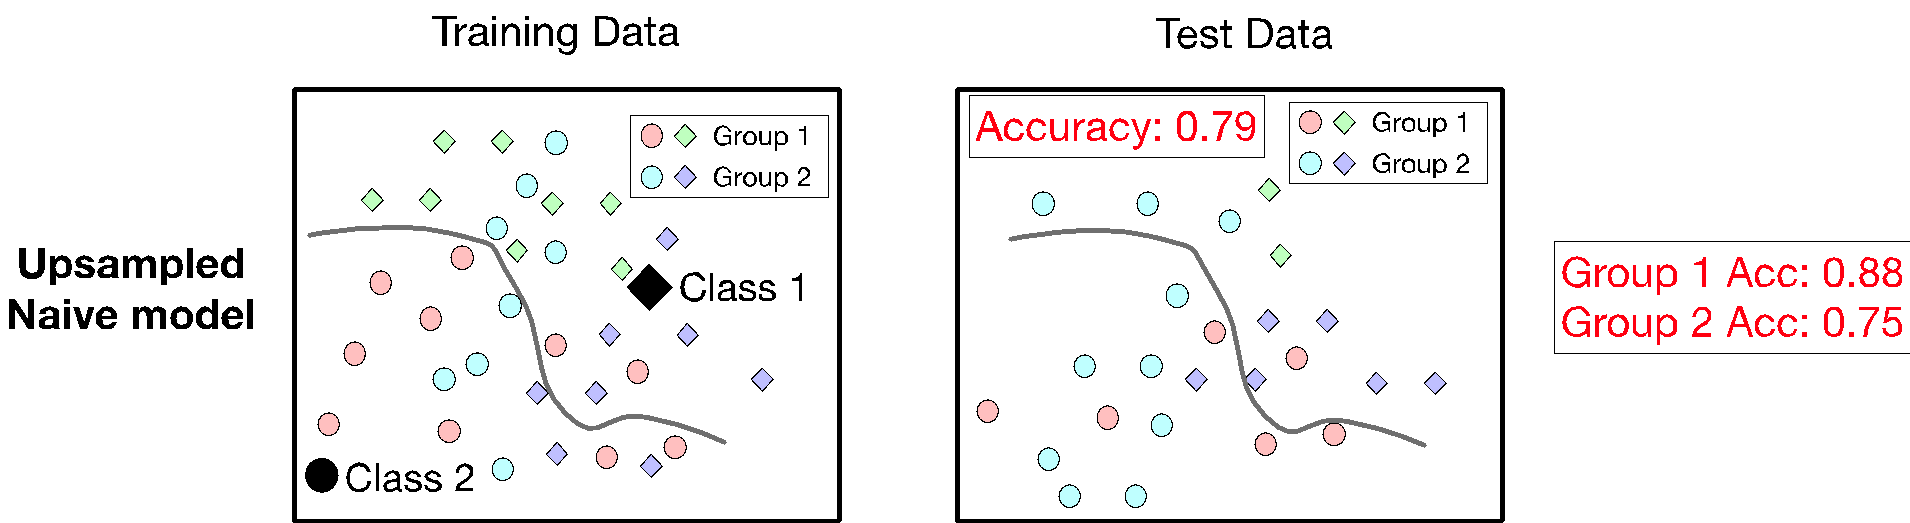 Training Data
Test Data
Upsampled
Naive model
Group 1
Group 2
Class 1
Class 2
Accuracy: 0.79
Group 1
Group 2
Group 1 Acc: 0.88
Group 2 Acc: 0.75